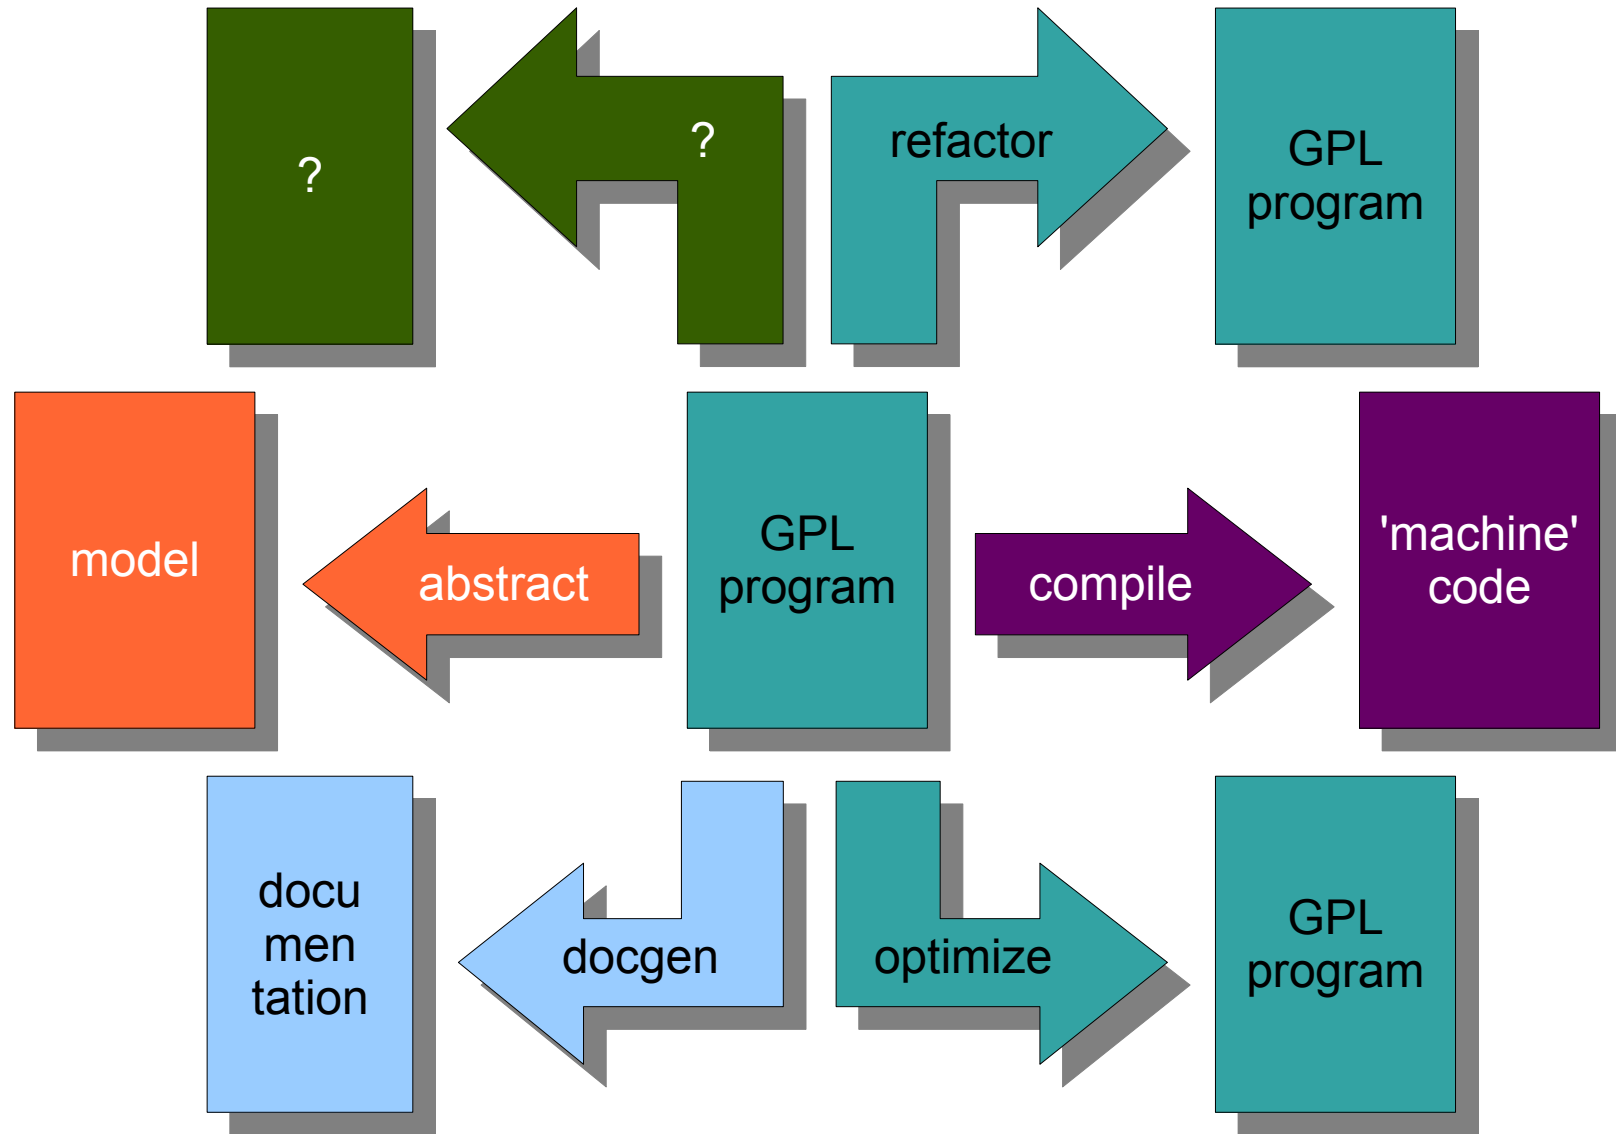 ?
?
refactor
GPL
program
model
abstract
GPL
program
compile
'machine'
code
docu
men
tation
docgen
optimize
GPL
program